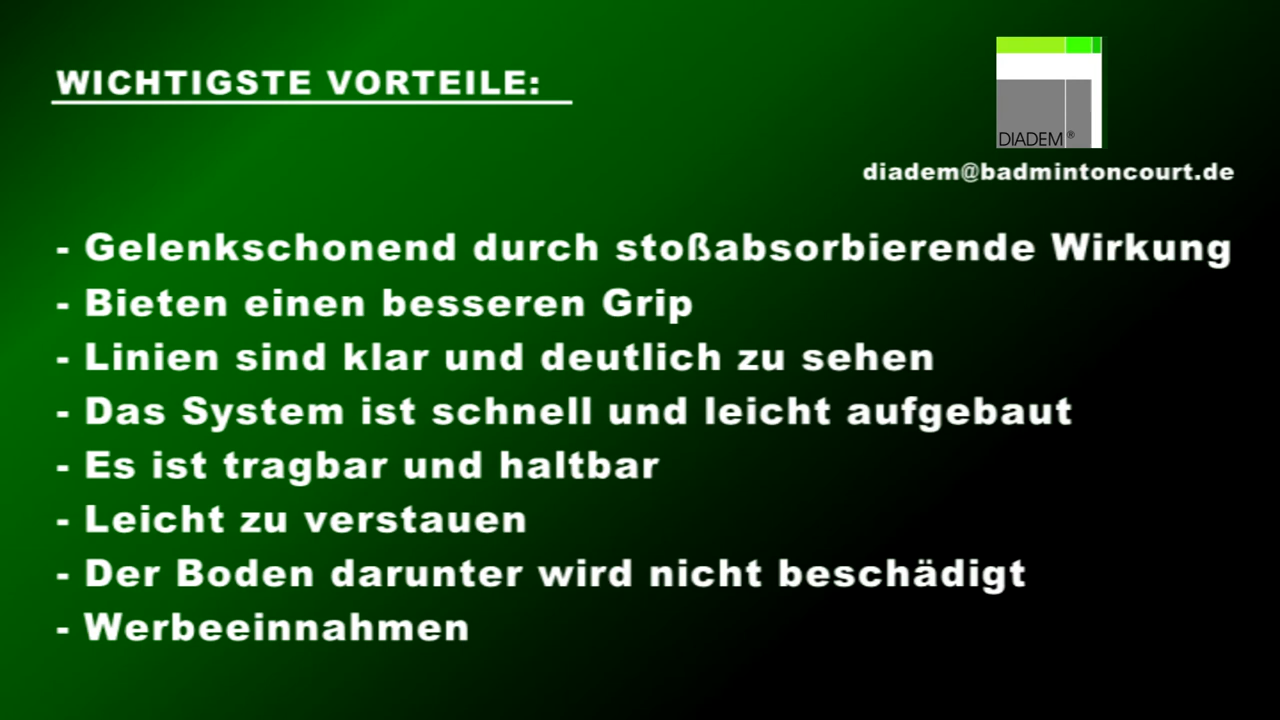 WICHTIGSTE VORTEILE:
DIADEM®
diadem@badmintoncourt.de
- Gelenkschonend durch stoßabsorbierende Wirkung
- Bieten einen besseren Grip
- Linien sind klar und deutlich zu sehen
- Das System ist schnell und leicht aufgebaut
- Es ist tragbar und haltbar
- Leicht zu verstauen
- Der Boden darunter wird nicht beschädigt
- Werbeeinnahmen